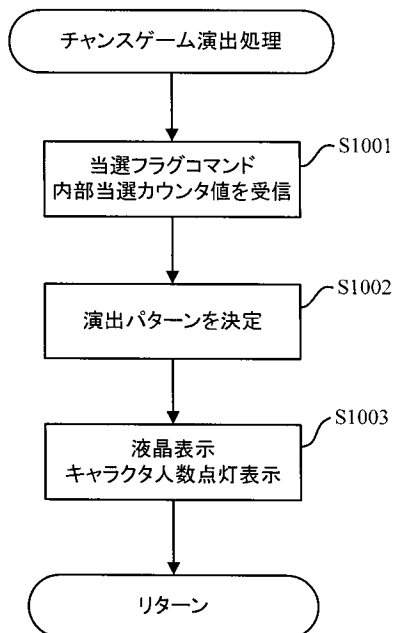 チャンスゲーム演出処理
当選フラグコマンド
内部当選カウンタ値を受信
S1001
演出パターンを決定
S1002
液晶表示
キャラクタ人数点灯表示
S1003
リターン